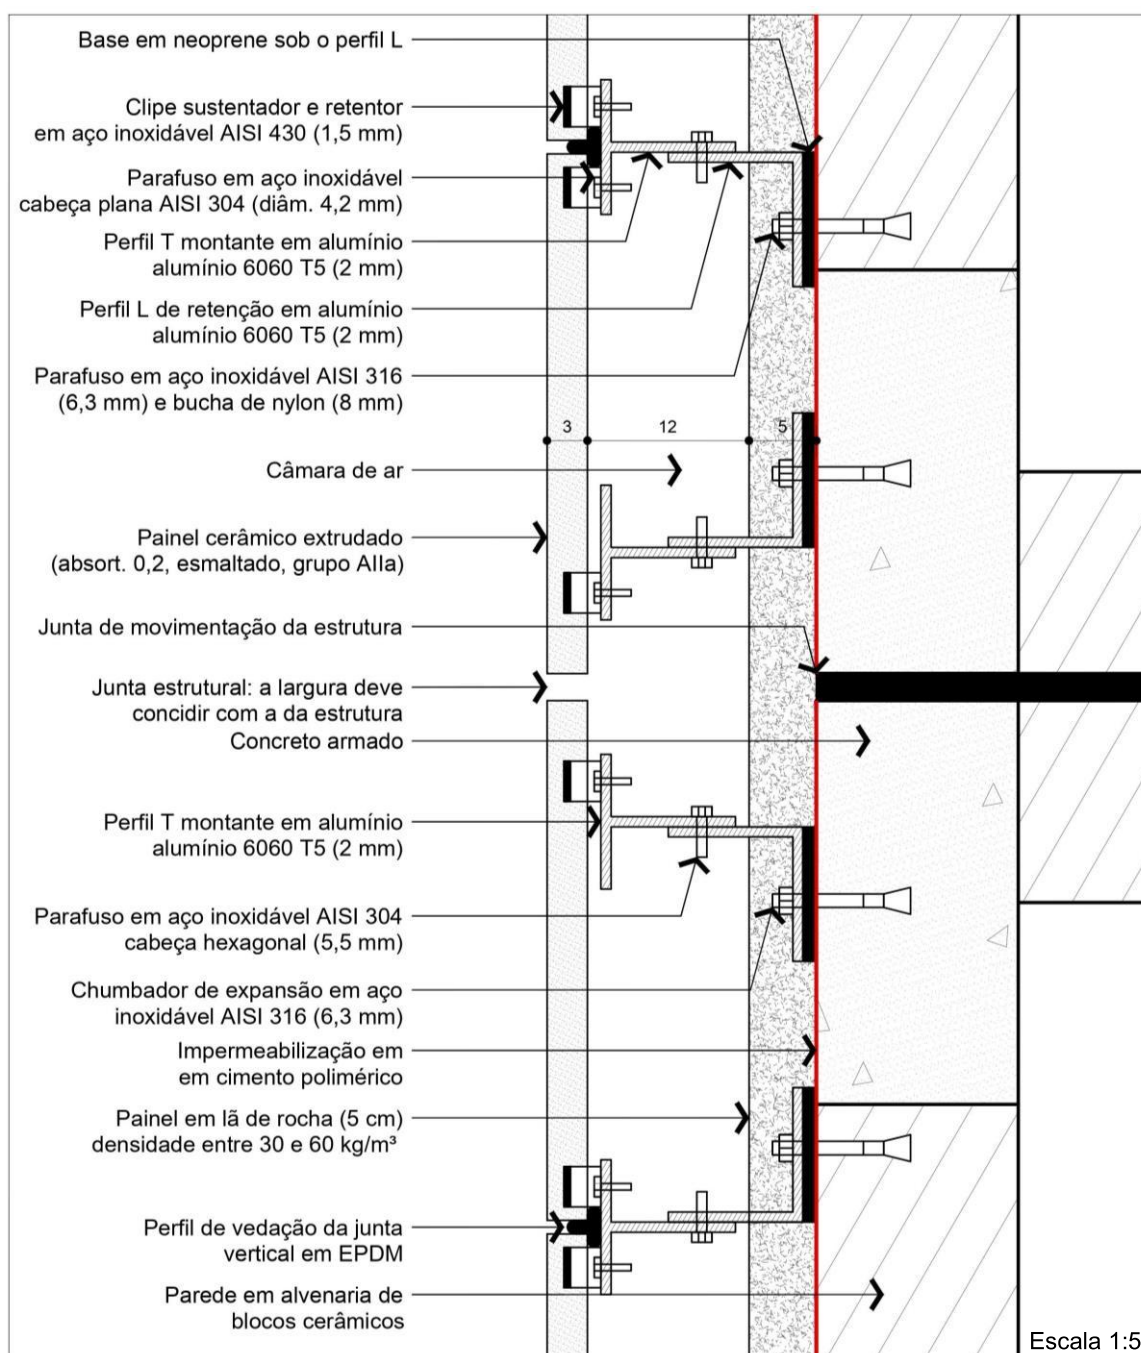 Base em neoprene sob o perfil L
Clipe sustentador e retentor
em aço inoxidável AISI 430 (1,5 mm)
Parafuso em aço inoxidável
cabeça plana AISI 304 (diâm. 4,2 mm)
Perfil T montante em alumínio
alumínio 6060 T5 (2 mm)
Perfil L de retenção em alumínio
alumínio 6060 T5 (2 mm)
Parafuso em aço inoxidável AISI 316
(6,3 mm) e bucha de nylon (8 mm)
3 12 5
Câmara de ar
Painel cerâmico extrudado
(absort. 0,2, esmaltado, grupo AIIa)
Junta de movimentação da estrutura
Junta estrutural: a largura deve
concidir com a da estrutura
Concreto armado
Perfil T montante em alumínio
alumínio 6060 T5 (2 mm)
Parafuso em aço inoxidável AISI 304
cabeça hexagonal (5,5 mm)
Chumbador de expansão em aço
inoxidável AISI 316 (6,3 mm)
Impermeabilização em
em cimento polimérico
Painel em lã de rocha (5 cm)
densidade entre 30 e 60 kg/m³
Perfil de vedação da junta
vertical em EPDM
Parede em alvenaria de
blocos cerâmicos
Escala 1:5